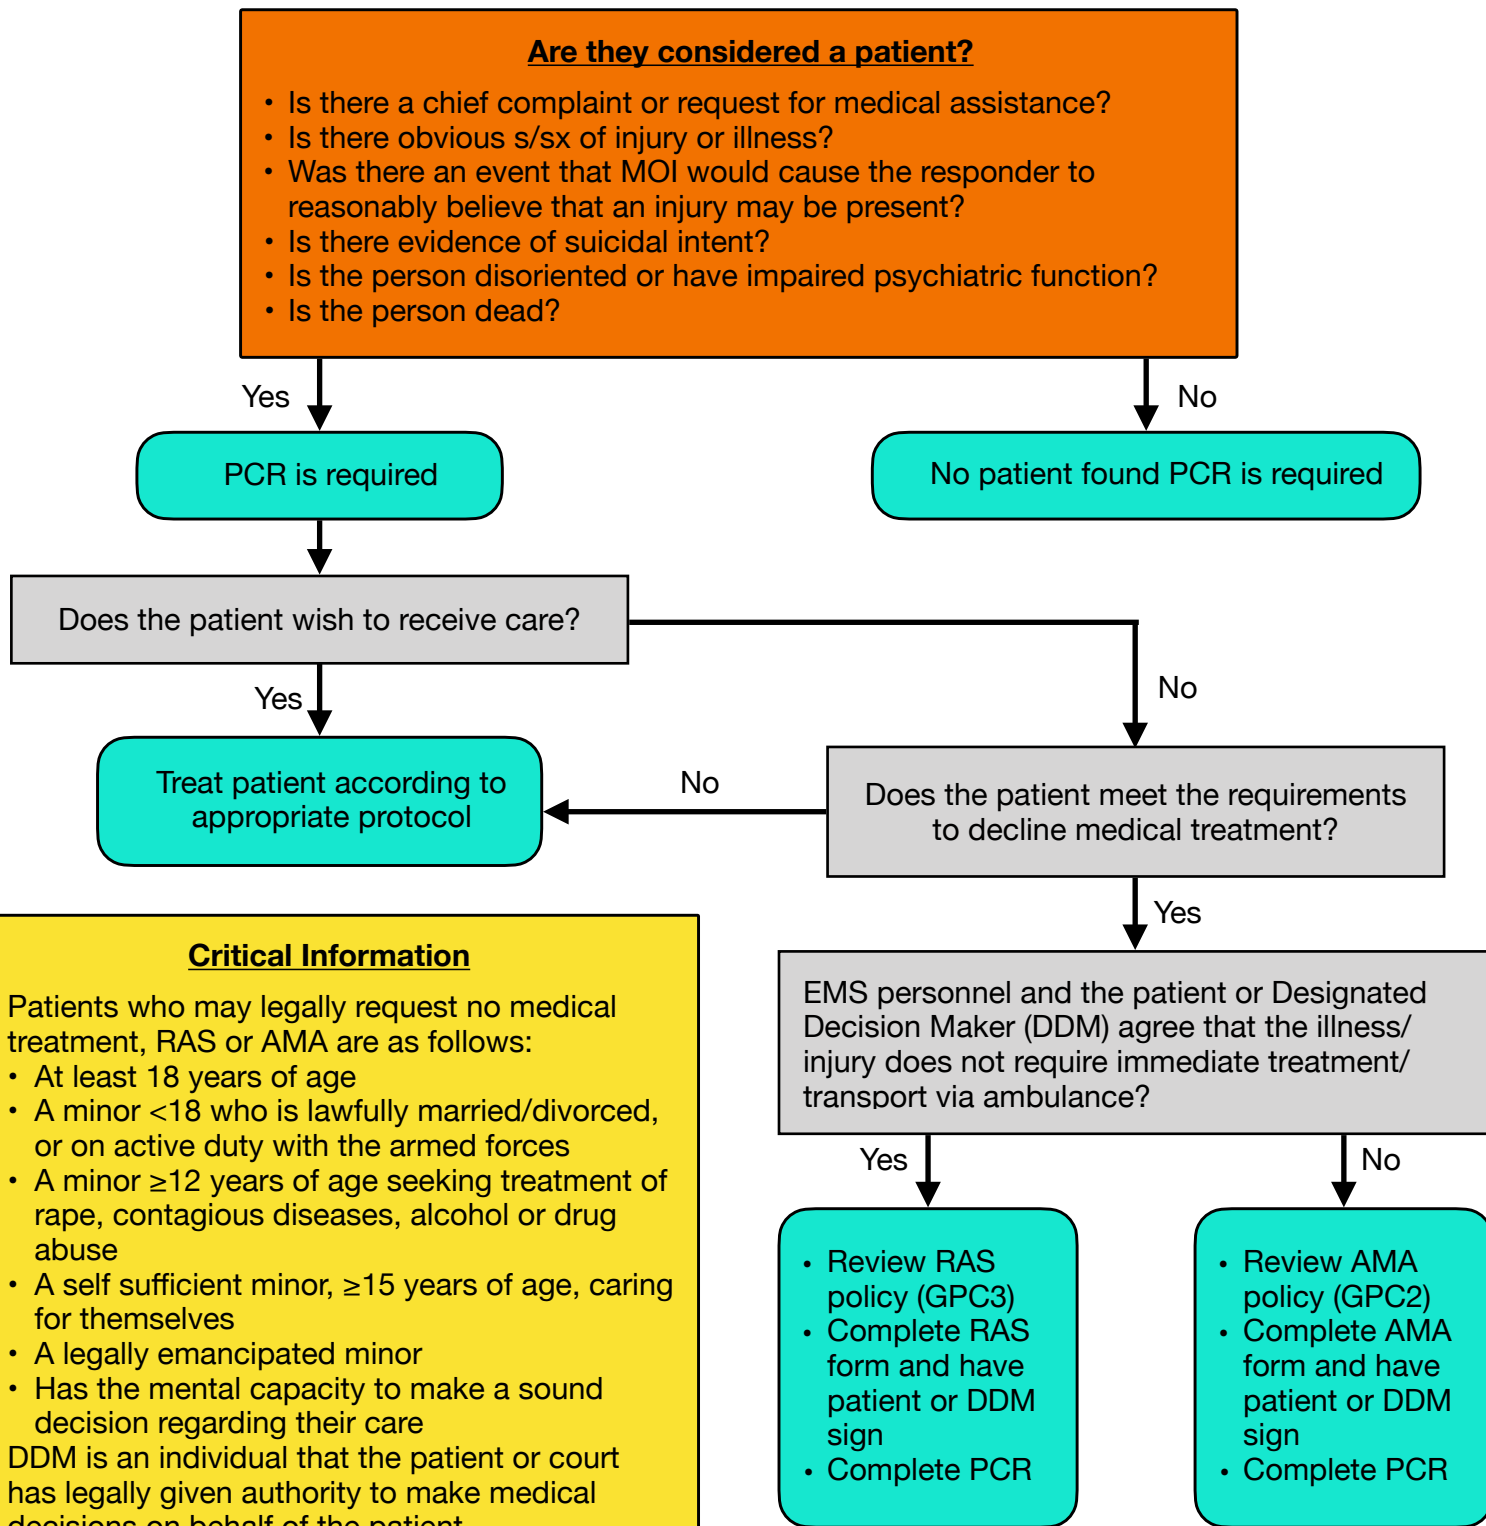 Are they considered a patient?
• Is there a chief complaint or request for medical assistance?
• Is there obvious s/sx of injury or illness?
• Was there an event that MOI would cause the responder to
reasonably believe that an injury may be present?
• Is there evidence of suicidal intent?
• Is the person disoriented or have impaired psychiatric function?
• Is the person dead?
Yes
No
PCR is required
No patient found PCR is required
Does the patient wish to receive care?
Yes
No
Treat patient according to
appropriate protocol
No
Does the patient meet the requirements
to decline medical treatment?
Yes
Critical Information
Patients who may legally request no medical
treatment, RAS or AMA are as follows:
• At least 18 years of age
• A minor <18 who is lawfully married/divorced,
or on active duty with the armed forces
• A minor ≥12 years of age seeking treatment of
rape, contagious diseases, alcohol or drug
abuse
• A self sufficient minor, ≥15 years of age, caring
for themselves
• A legally emancipated minor
• Has the mental capacity to make a sound
decision regarding their care
DDM is an individual that the patient or court
has legally given authority to make medical
decisions on behalf of the patient
EMS personnel and the patient or Designated
Decision Maker (DDM) agree that the illness/
injury does not require immediate treatment/
transport via ambulance?
Yes
No
• Review RAS
policy (GPC3)
• Complete RAS
form and have
patient or DDM
sign
• Complete PCR
• Review AMA
policy (GPC2)
• Complete AMA
form and have
patient or DDM
sign
• Complete PCR